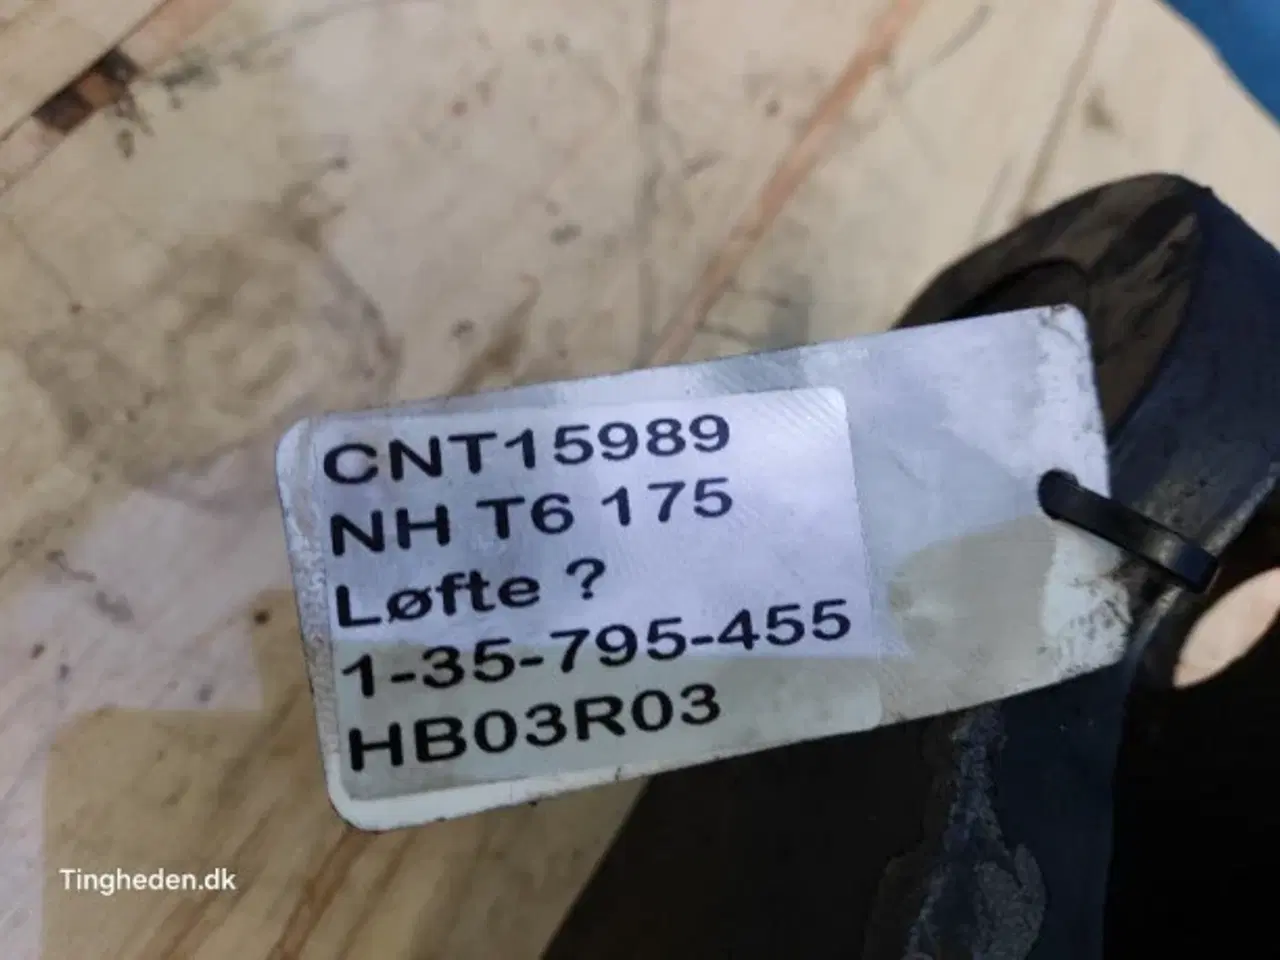 CNT15989
NH T6 175
Løfte ?
1-35-795-455
HB03R03
Tingheden.dk